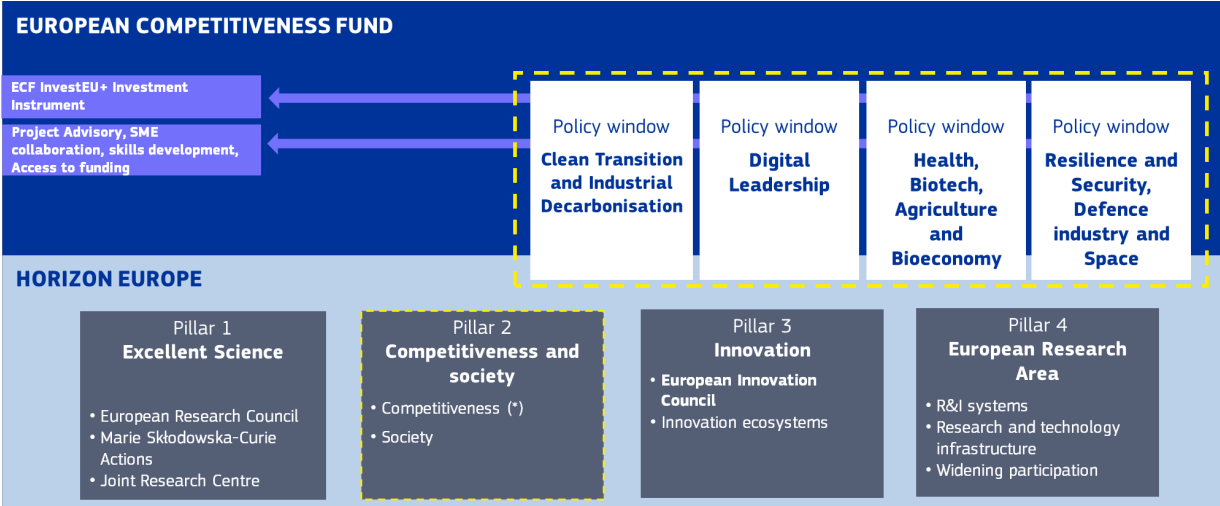 EUROPEAN COMPETITIVENESS FUND
ECF InvestEU+ Investment
Instrument
Project Advisory, SME
collaboration, skills development,
Access to funding
Policy window
Clean Transition
and Industrial
Decarbonisation
Policy window
Digital
Leadership
Policy window
Health,
Biotech,
Agriculture
and
Bioeconomy
Policy window
Resilience and
Security,
Defence
industry and
Space
HORIZON EUROPE
Pillar 1
Excellent Science
• European Research Council
• Marie Skłodowska-Curie
Actions
• Joint Research Centre
Pillar 2
Competitiveness and
society
• Competitiveness (*)
• Society
Pillar 3
Innovation
• European Innovation
Council
• Innovation ecosystems
Pillar 4
European Research
Area
• R&I systems
• Research and technology
infrastructure
• Widening participation